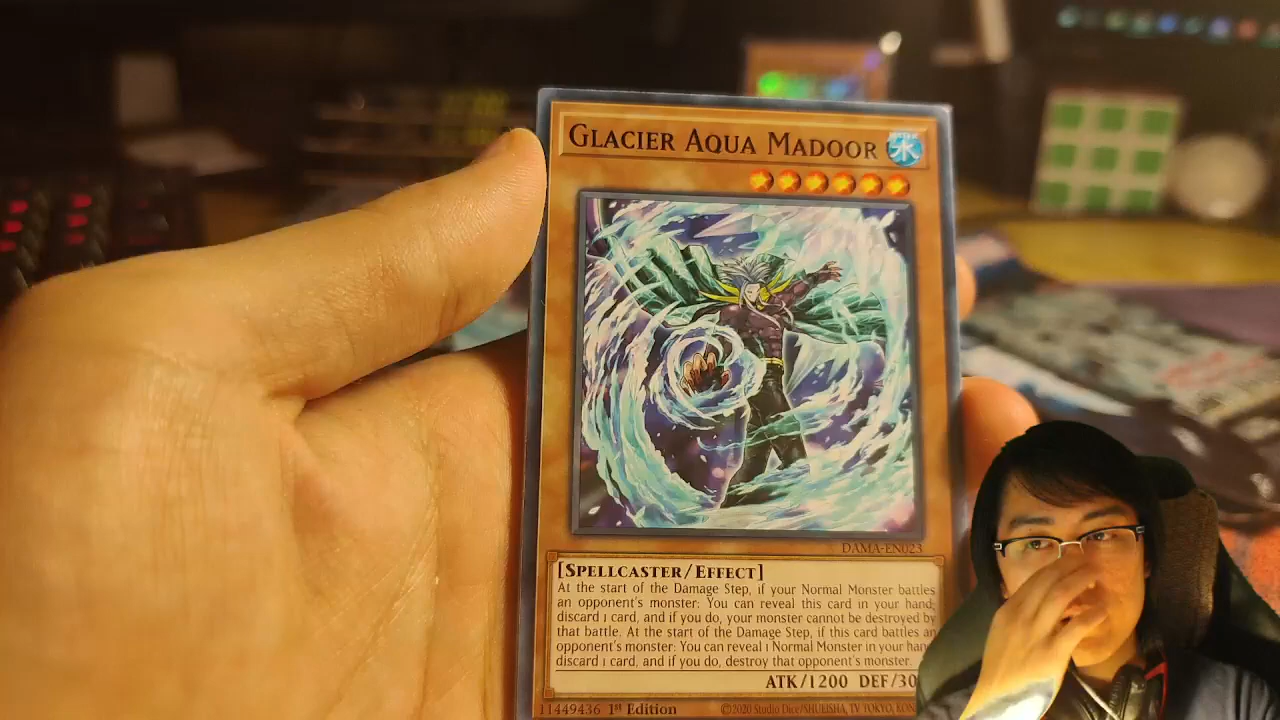 GLACIER AQUA MADOOR
水
DAMA-EN023
[SPELLCASTER/EFFECT]
At the start of the Damage Step, if your Normal Monster battles
an opponent's monster: You can reveal this card in your hand;
discard 1 card, and if you do, your monster cannot be destroyed by
that battle. At the start of the Damage Step, if this card battles an
opponent's monster: You can reveal 1 Normal Monster in your hand
discard 1 card, and if you do, destroy that opponent's monster.
ATK/1200 DEF/30
11449436 1st Edition ©2020 Studio Dice/SHUEISHA, TV TOKYO, KON